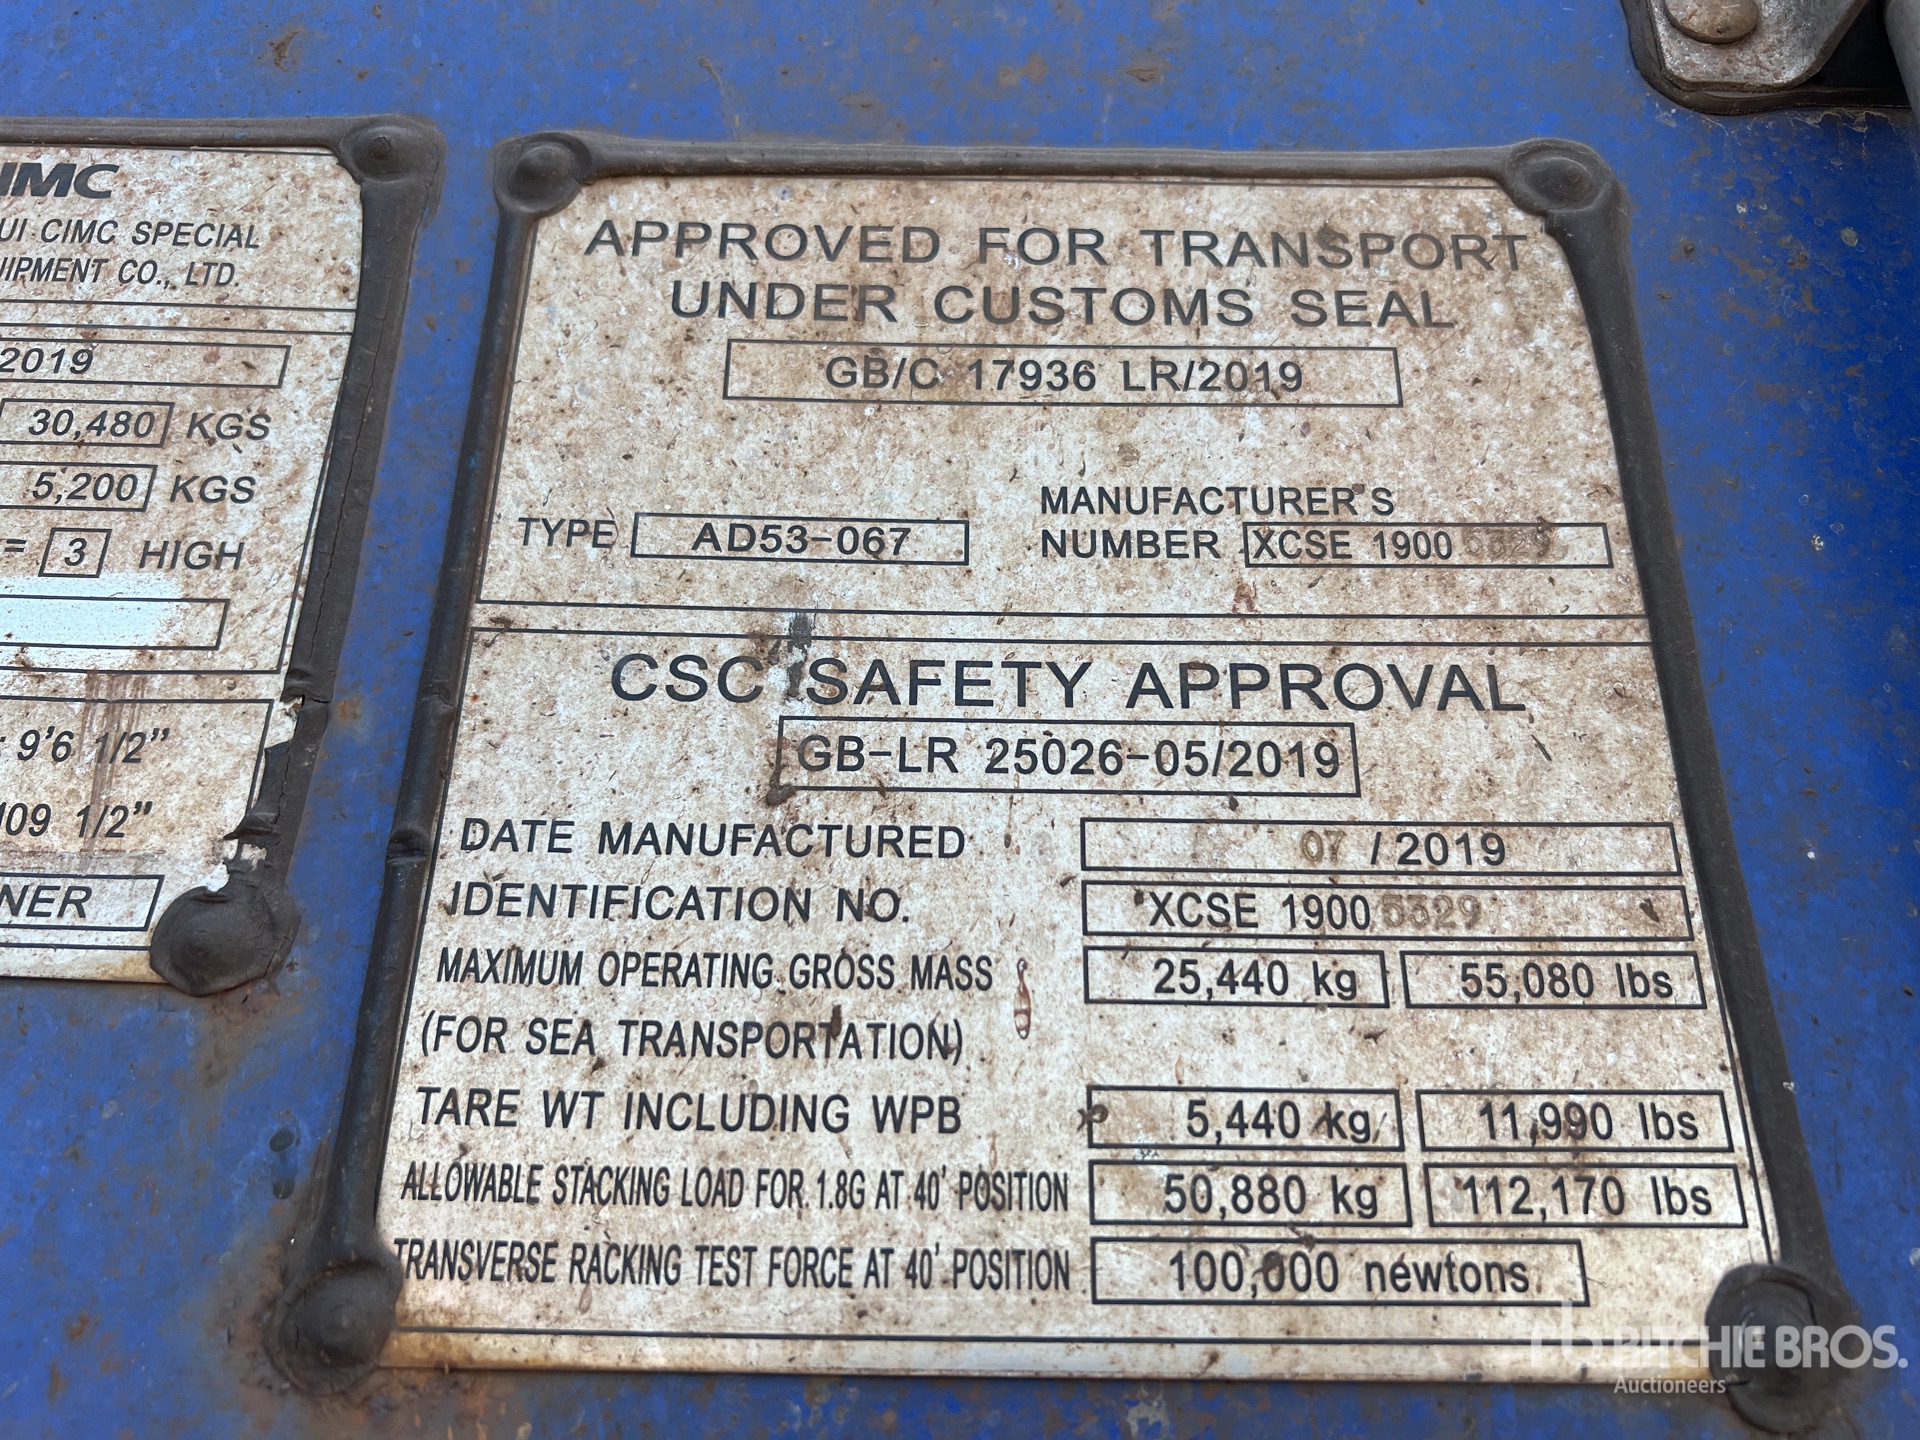 IMC
UI CIMC SPECIAL
UIPMENT CO., LTD.
2019
30,480 KGS
5,200 KGS
= 3 HIGH
9'6 1/2"
109 1/2"
NER
APPROVED FOR TRANSPORT
UNDER CUSTOMS SEAL
GB/C 17936 LR/2019
TYPE AD53-067
MANUFACTURER'S
NUMBER XCSE 1900 5329
CSC SAFETY APPROVAL
GB-LR 25026-05/2019
DATE MANUFACTURED 07 / 2019
IDENTIFICATION NO. XCSE 1900 5329
MAXIMUM OPERATING GROSS MASS 25,440 kg 55,080 lbs
(FOR SEA TRANSPORTATION)
TARE WT INCLUDING WPB 5,440 kg 11,990 lbs
ALLOWABLE STACKING LOAD FOR 1.8G AT 40' POSITION 50,880 kg 112,170 lbs
TRANSVERSE RACKING TEST FORCE AT 40' POSITION 100,000 newtons
RITCHIE BROS.
Auctioneers